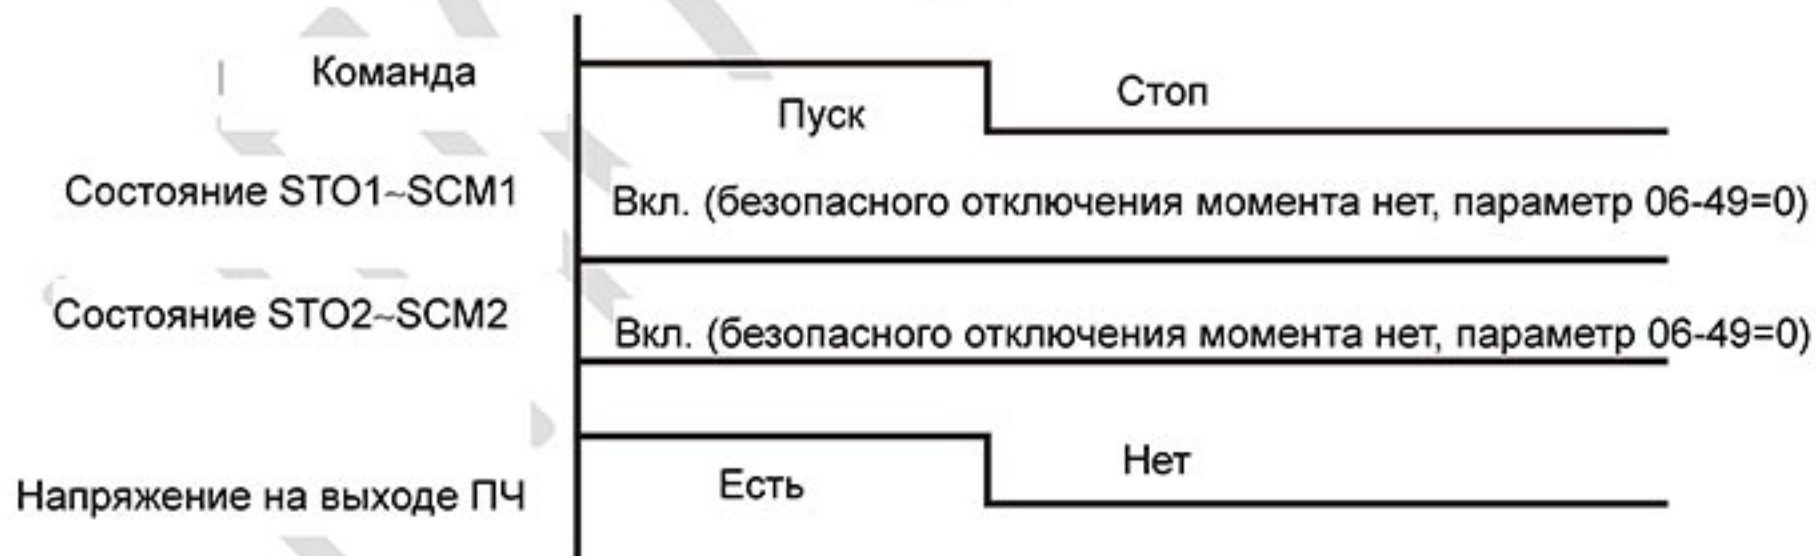 Команда
Пуск
Стоп
Состояние STO1~SCM1
Вкл. (безопасного отключения момента нет, параметр 06-49=0)
Состояние STO2~SCM2
Вкл. (безопасного отключения момента нет, параметр 06-49=0)
Напряжение на выходе ПЧ
Есть
Нет